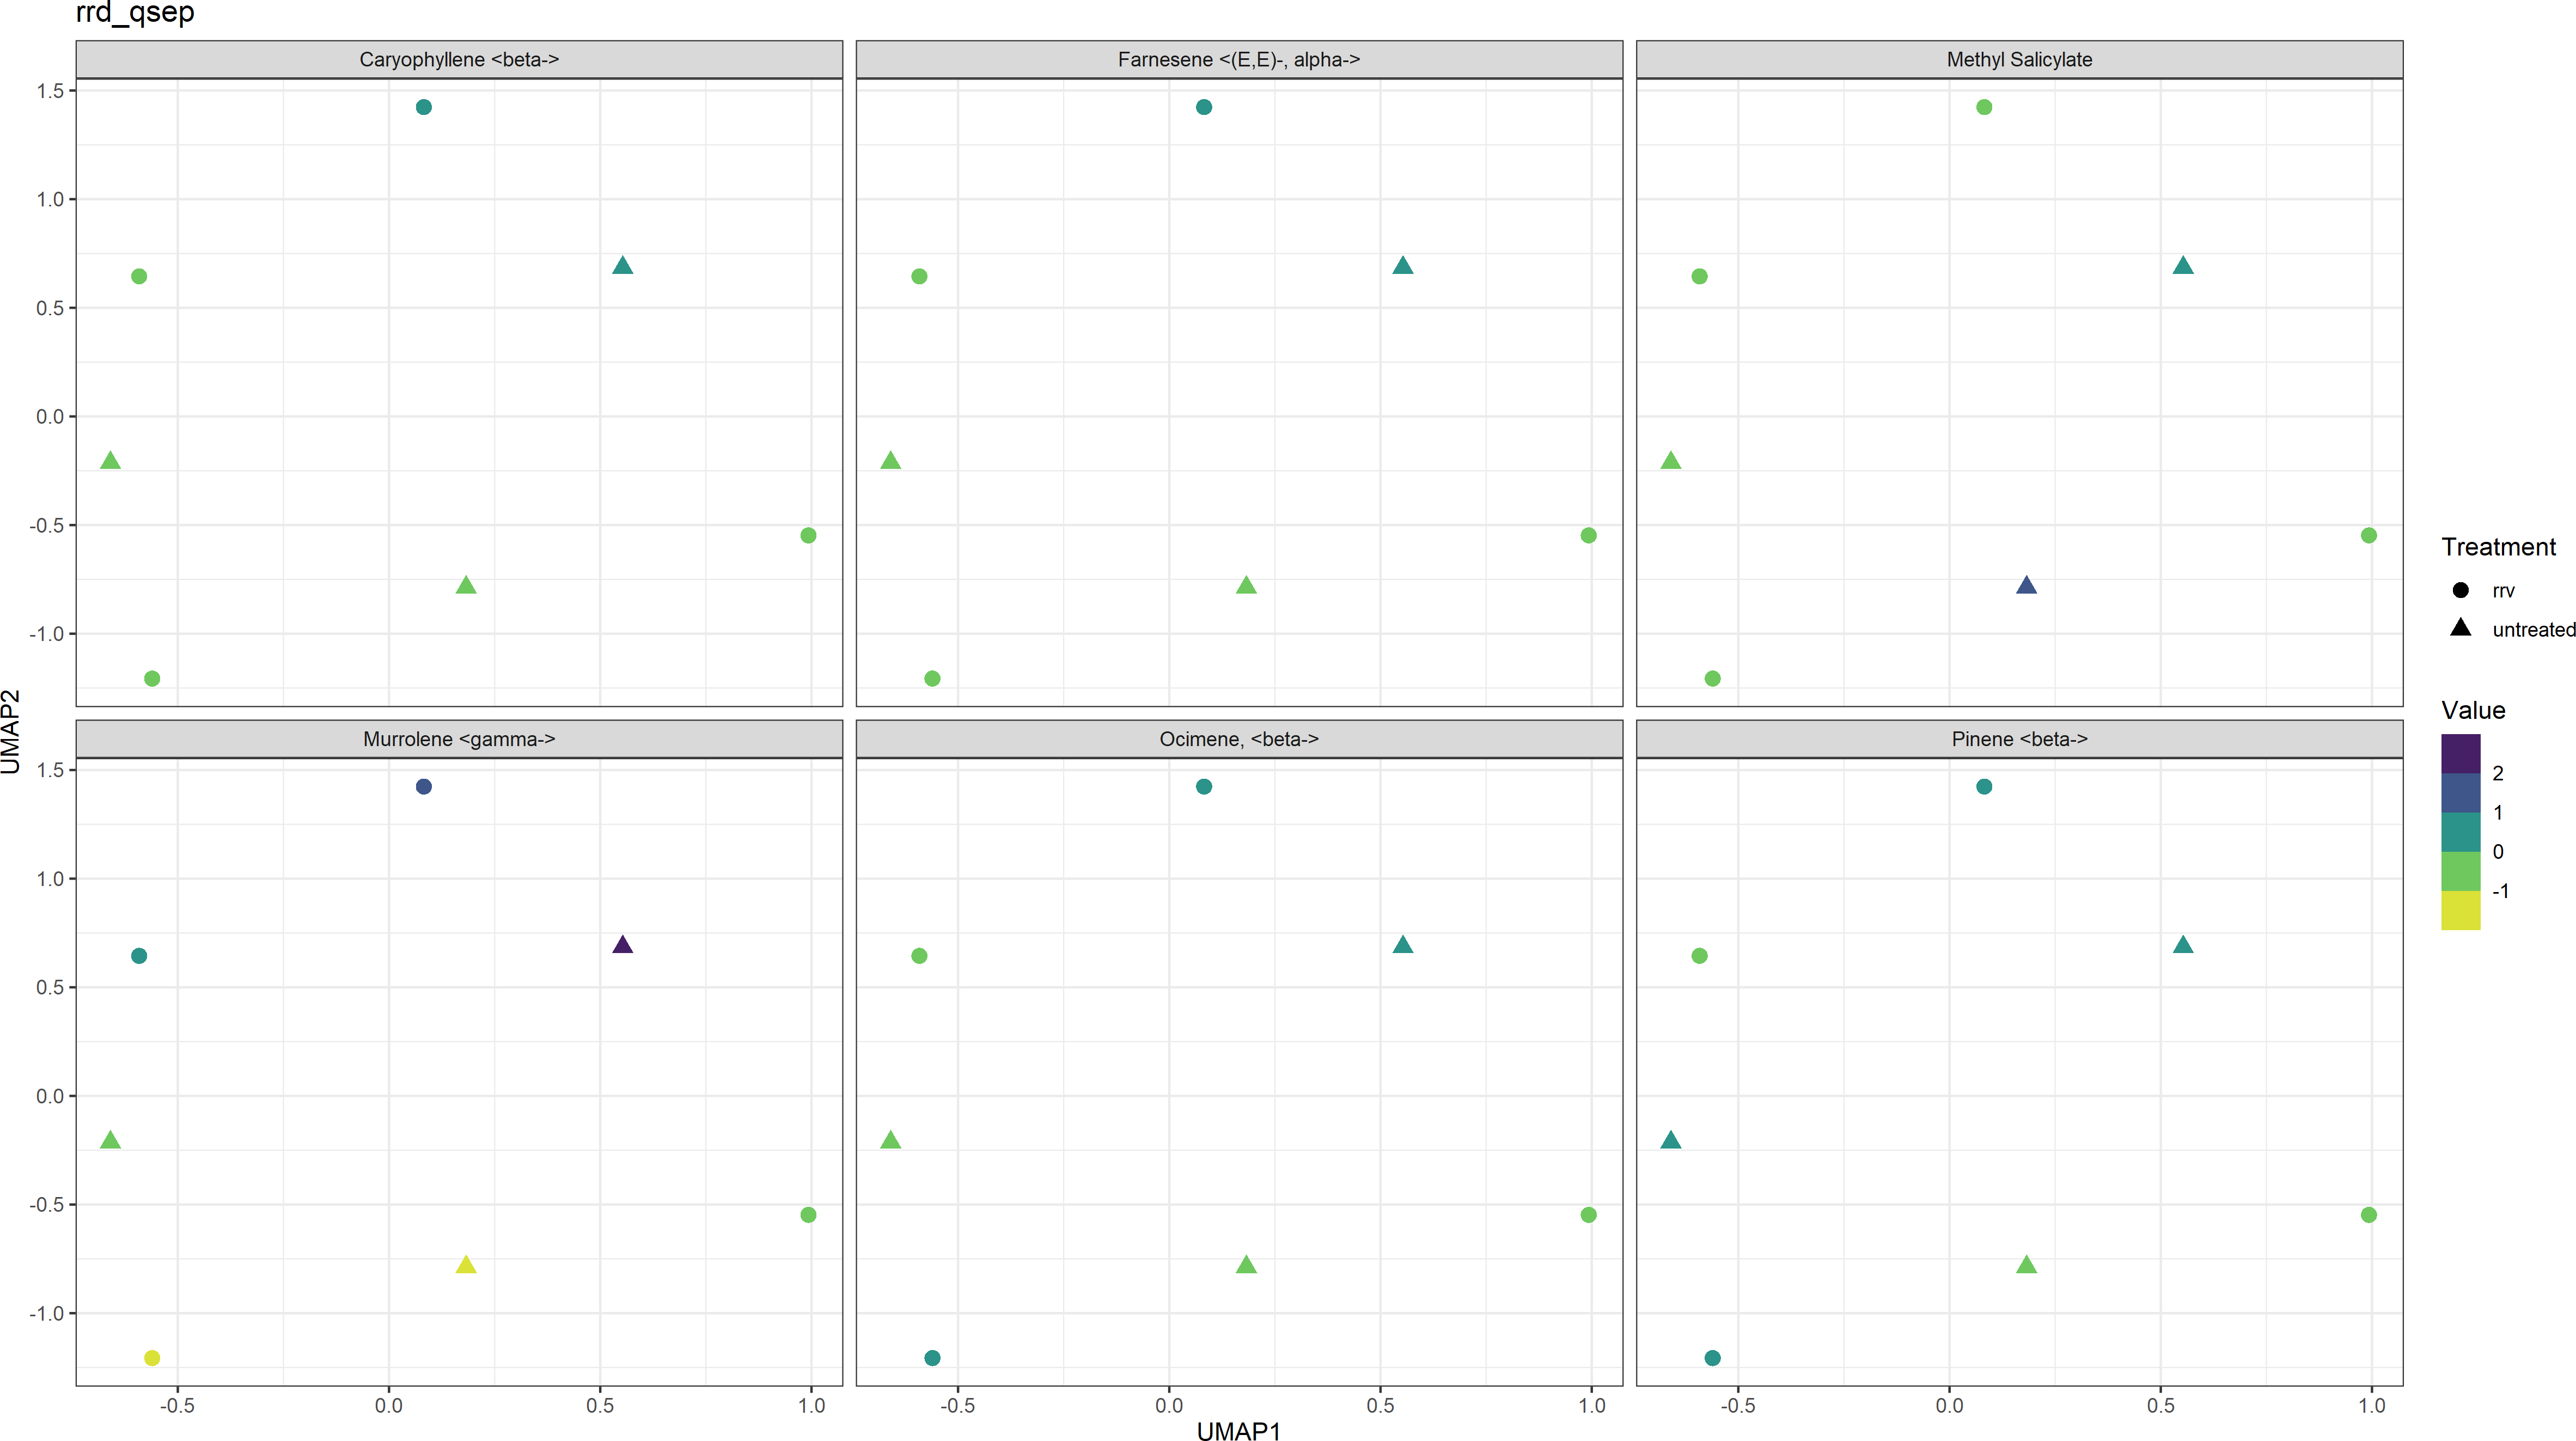 rrd_qsep
Caryophyllene <beta->
Farnesene <(E,E)-, alpha->
Methyl Salicylate
1.5
1.0
0.5
0.0
-0.5
-1.0
Murrolene <gamma->
Ocimene, <beta->
Pinene <beta->
1.5
1.0
0.5
0.0
-0.5
-1.0
-0.5 0.0 0.5 1.0
-0.5 0.0 0.5 1.0
-0.5 0.0 0.5 1.0
UMAP1
UMAP2
Treatment
rrv
untreated
Value
2
1
0
-1